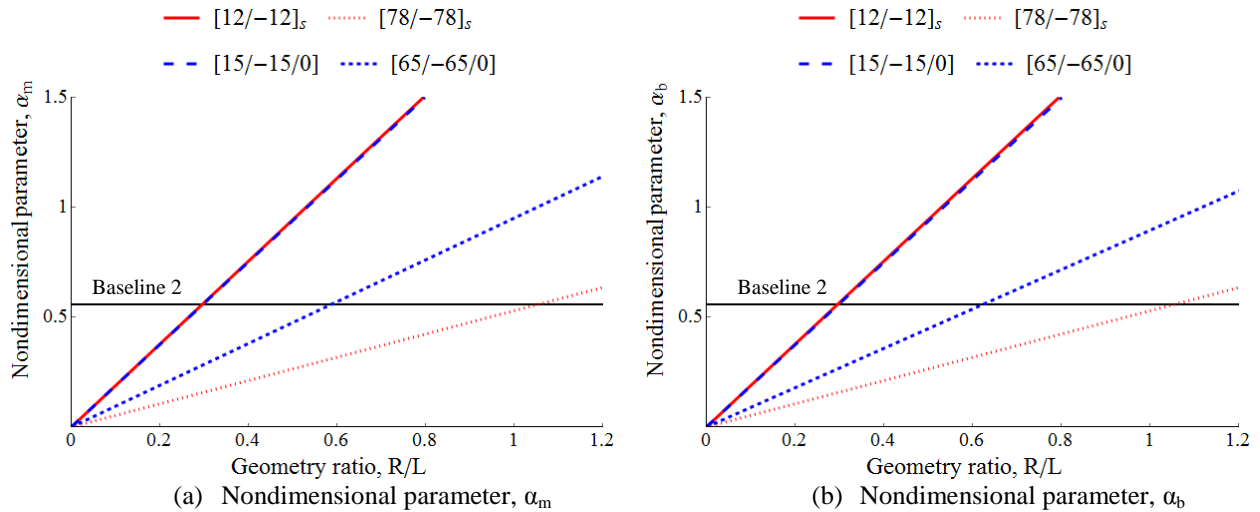 [12/−12]ₛ [78/−78]ₛ
[15/−15/0] [65/−65/0]
Nondimensional parameter, αₘ
1.5
1
0.5
Baseline 2
0 0.2 0.4 0.6 0.8 1 1.2
Geometry ratio, R/L
(a) Nondimensional parameter, αₘ
[12/−12]ₛ [78/−78]ₛ
[15/−15/0] [65/−65/0]
Nondimensional parameter, α_b
1.5
1
0.5
Baseline 2
0 0.2 0.4 0.6 0.8 1 1.2
Geometry ratio, R/L
(b) Nondimensional parameter, α_b